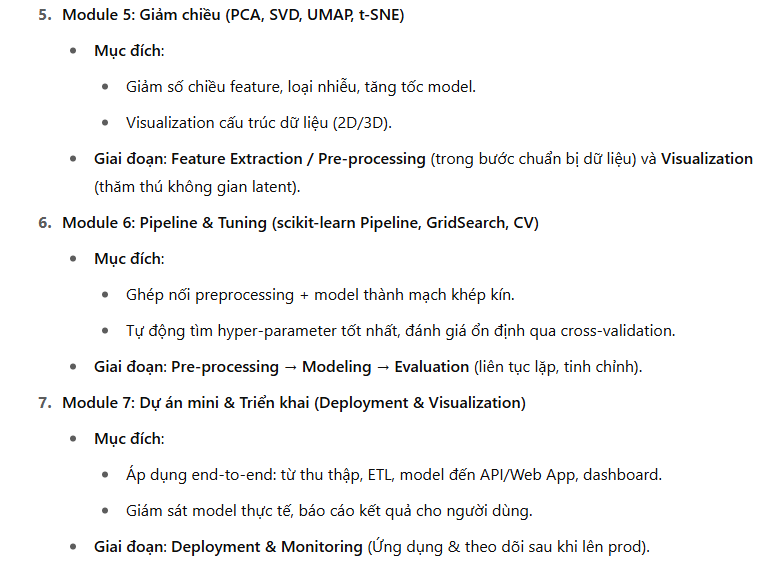 5. Module 5: Giảm chiều (PCA, SVD, UMAP, t-SNE)
• Mục đích:
• Giảm số chiều feature, loại nhiễu, tăng tốc model.
• Visualization cấu trúc dữ liệu (2D/3D).
• Giai đoạn: Feature Extraction / Pre-processing (trong bước chuẩn bị dữ liệu) và Visualization
(thăm thú không gian latent).
6. Module 6: Pipeline & Tuning (scikit-learn Pipeline, GridSearch, CV)
• Mục đích:
• Ghép nối preprocessing + model thành mạch khép kín.
• Tự động tìm hyper-parameter tốt nhất, đánh giá ổn định qua cross-validation.
• Giai đoạn: Pre-processing → Modeling → Evaluation (liên tục lặp, tinh chỉnh).
7. Module 7: Dự án mini & Triển khai (Deployment & Visualization)
• Mục đích:
• Áp dụng end-to-end: từ thu thập, ETL, model đến API/Web App, dashboard.
• Giám sát model thực tế, báo cáo kết quả cho người dùng.
• Giai đoạn: Deployment & Monitoring (Ứng dụng & theo dõi sau khi lên prod).